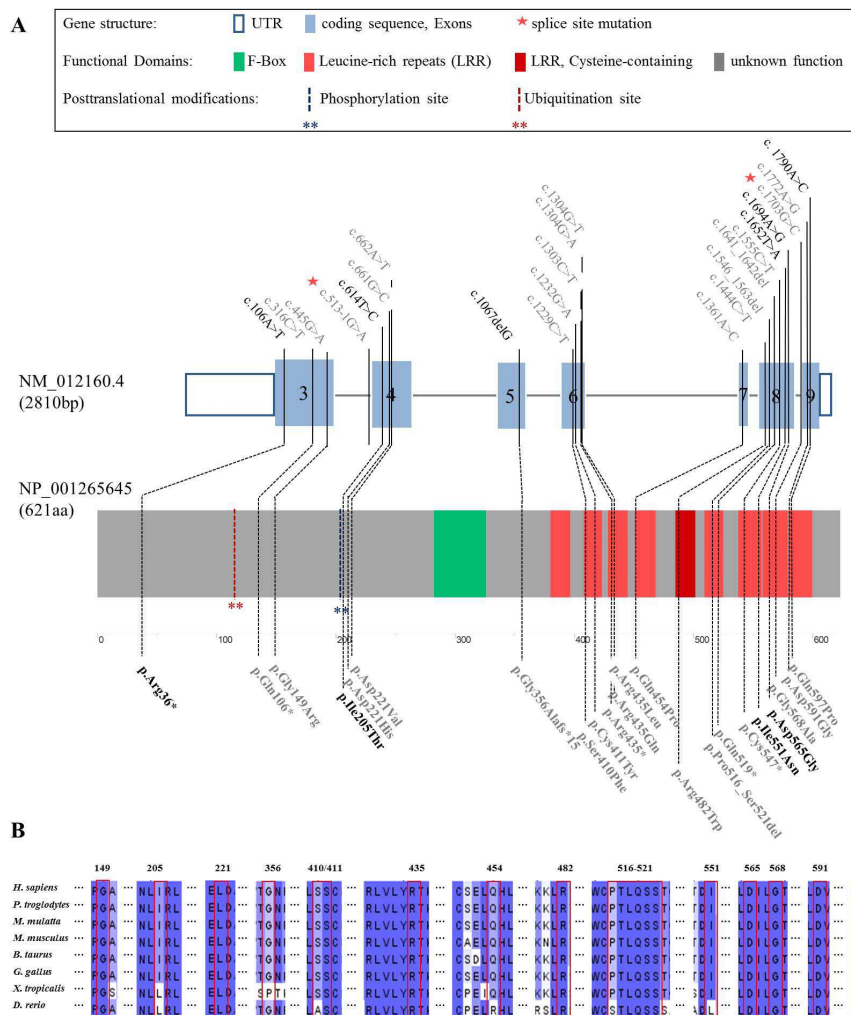 A
Gene structure: UTR coding sequence, Exons splice site mutation
Functional Domains: F-Box Leucine-rich repeats (LRR) LRR, Cysteine-containing unknown function
Posttranslational modifications: Phosphorylation site Ubiquitination site
** **
c.106A>T
c.316C>T
c.445G>A
c.513-1G>A
c.614T>C
c.661G>C
c.662A>T
c.1067delG
c.1229C>T
c.1232G>A
c.1303C>T
c.1304G>A
c.1304G>T
c.1361A>C
c.1444C>T
c.1546_1563del
c.1555C>T
c.1641_1642del
c.1652T>A
c.1694A>G
c.1703G>C
c.1772A>G
c. 1790A>C
NM_012160.4
(2810bp)
3 4 5 6 7 8 9
NP_001265645
(621aa)
** **
0 100 200 300 400 500 600
p.Arg36*
p.Gln106*
p.Gly149Arg
p.Ile205Thr
p.Asp221His
p.Asp221Val
p.Gly356Alafs*15
p.Ser410Phe
p.Cys411Tyr
p.Arg435*
p.Arg435Gln
p.Arg435Leu
p.Gln454Pro
p.Arg482Trp
p.Pro516_Ser521del
p.Gln519*
p.Cys547*
p.Ile551Asn
p.Asp565Gly
p.Gly568Ala
p.Asp591Gly
p.Gln597Pro
B
149 205 221 356 410/411 435 454 482 516-521 551 565 568 591
H. sapiens
P. troglodytes
M. mulatta
M. musculus
B. taurus
G. gallus
X. tropicalis
D. rerio